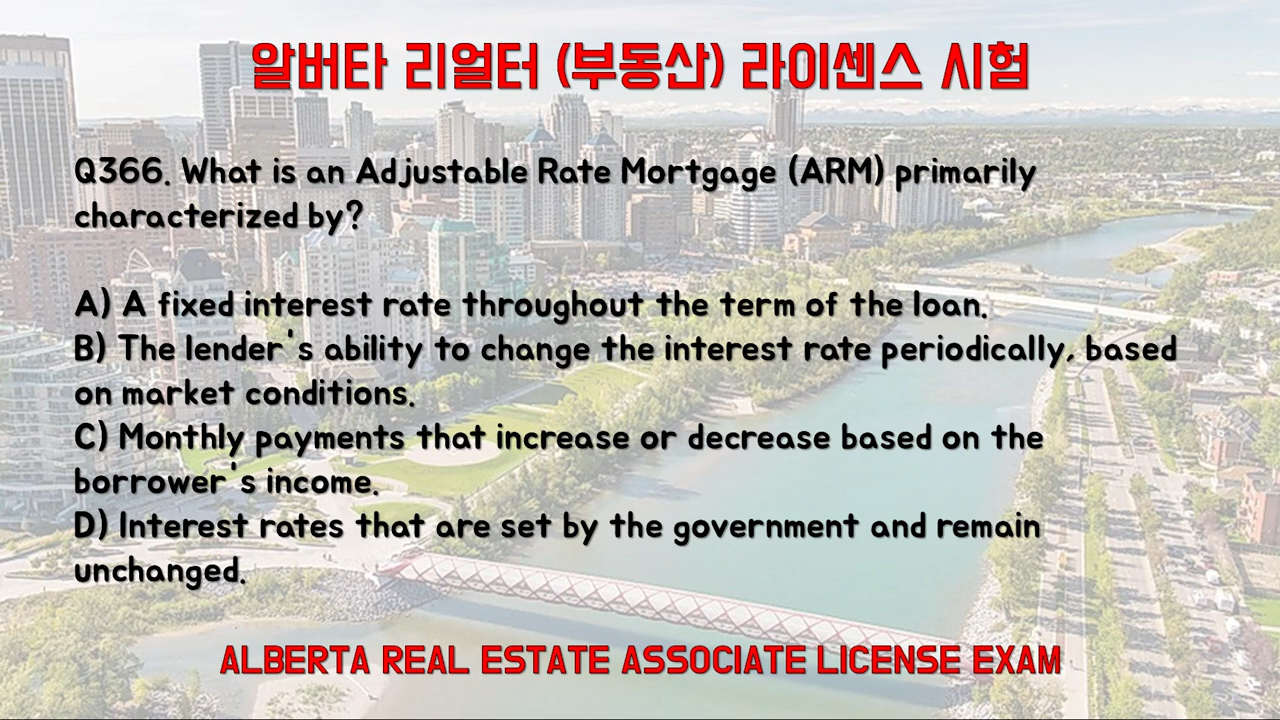 알버타 리얼터 (부동산) 라이센스 시험
Q366. What is an Adjustable Rate Mortgage (ARM) primarily
characterized by?
A) A fixed interest rate throughout the term of the loan.
B) The lender's ability to change the interest rate periodically, based
on market conditions.
C) Monthly payments that increase or decrease based on the
borrower's income.
D) Interest rates that are set by the government and remain
unchanged.
ALBERTA REAL ESTATE ASSOCIATE LICENSE EXAM